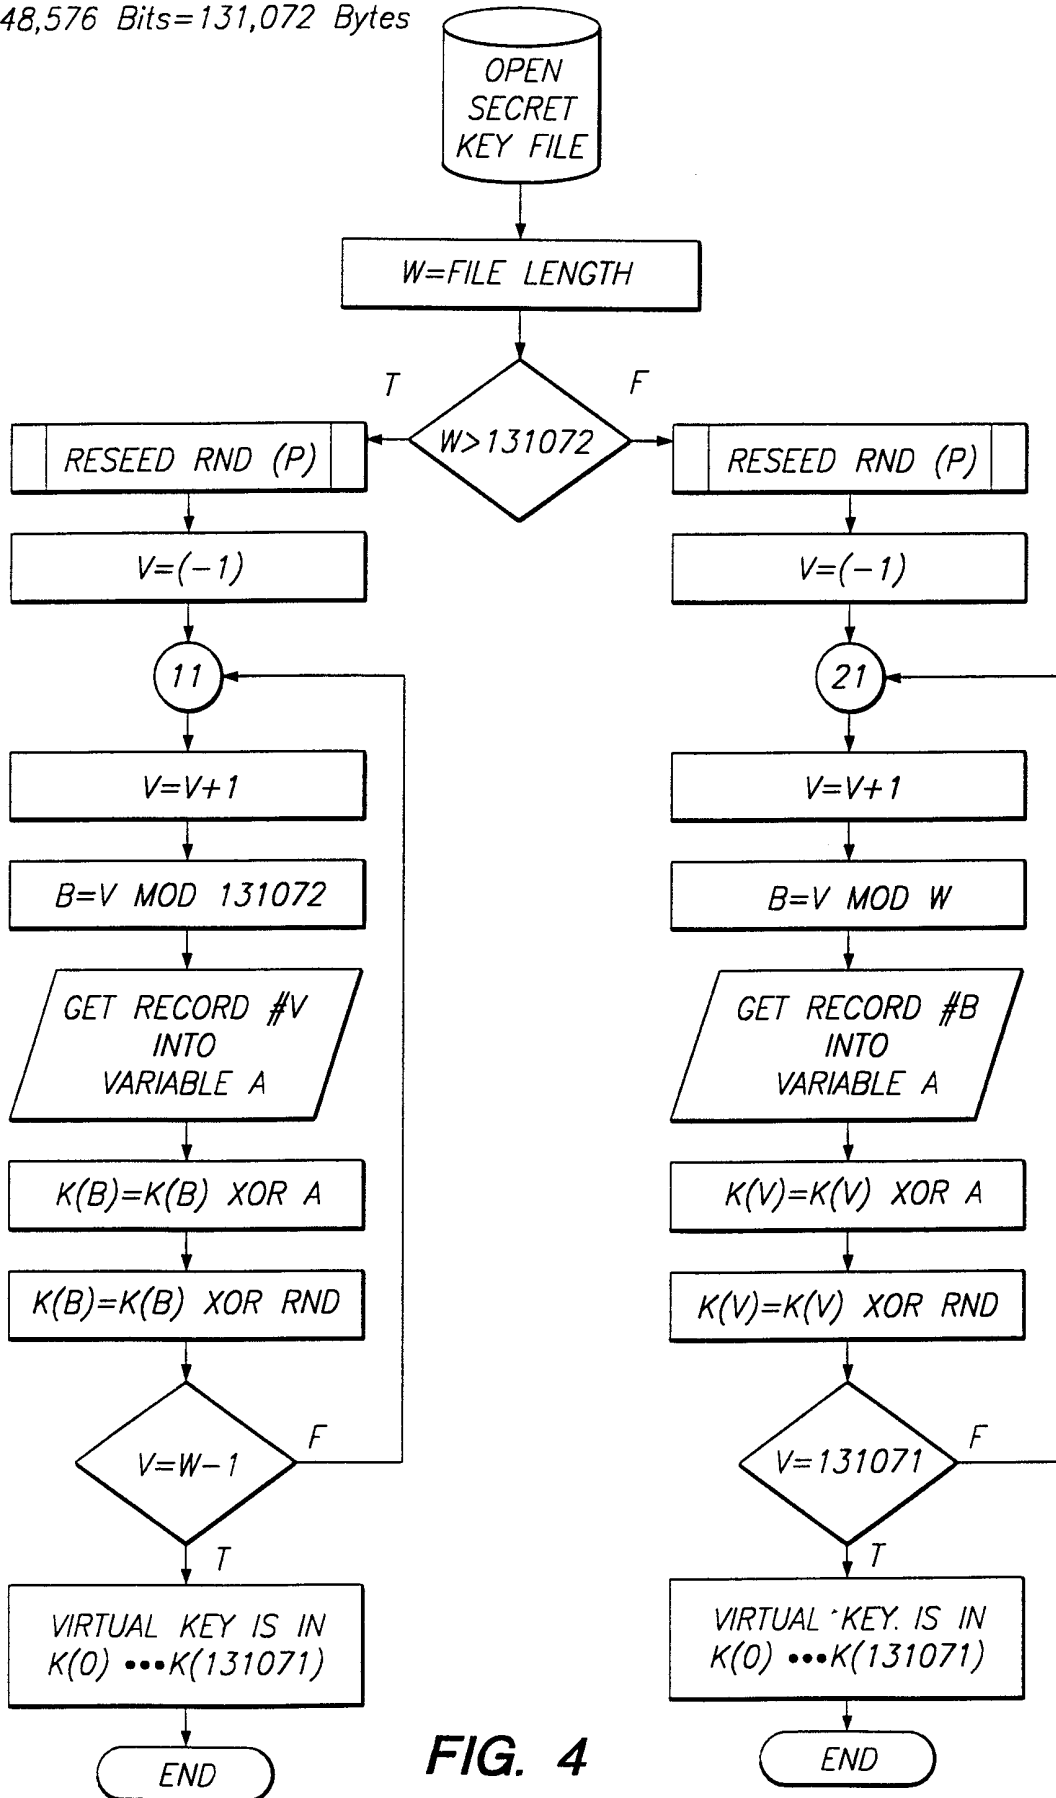 48,576 Bits=131,072 Bytes
OPEN
SECRET
KEY FILE
W=FILE LENGTH
T
F
W>131072
RESEED RND (P)
V=(-1)
11
V=V+1
B=V MOD 131072
GET RECORD #V
INTO
VARIABLE A
K(B)=K(B) XOR A
K(B)=K(B) XOR RND
V=W-1
F
T
VIRTUAL KEY IS IN
K(0) •••K(131071)
END
RESEED RND (P)
V=(-1)
21
V=V+1
B=V MOD W
GET RECORD #B
INTO
VARIABLE A
K(V)=K(V) XOR A
K(V)=K(V) XOR RND
V=131071
F
T
VIRTUAL KEY. IS IN
K(0) •••K(131071)
END
FIG. 4